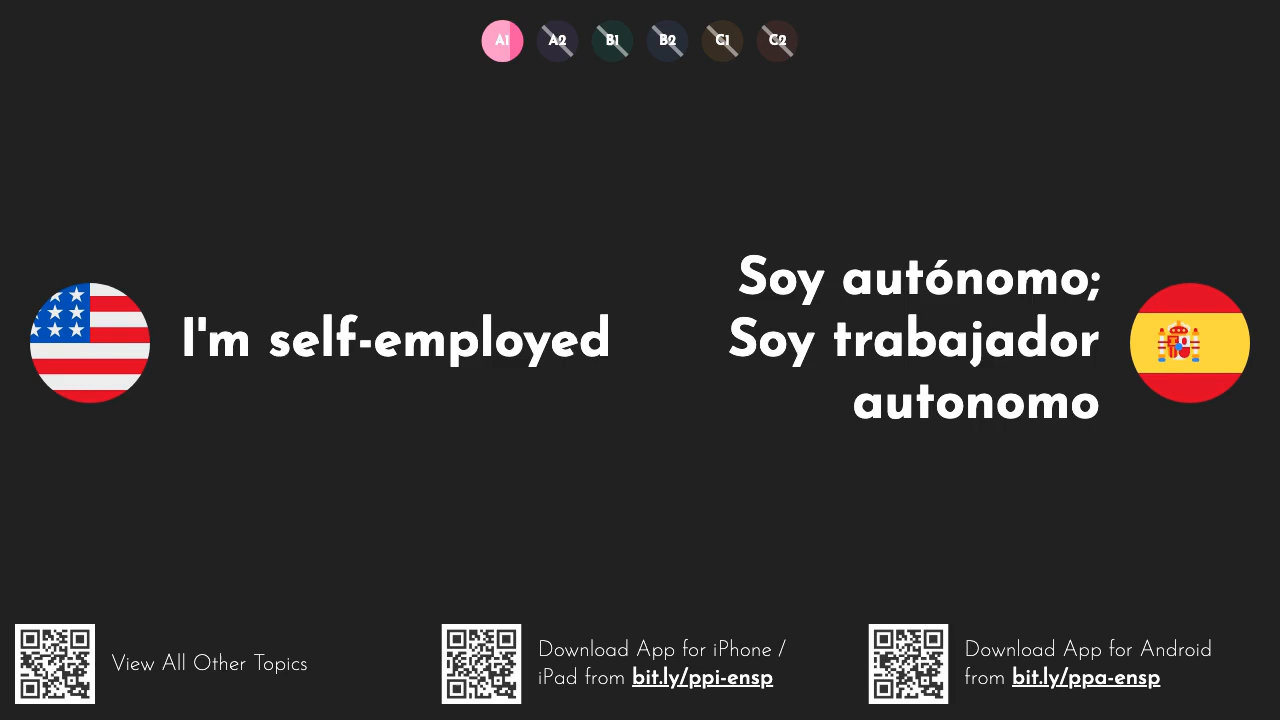 A1 A2 B1 B2 C1 C2
I'm self-employed
Soy autónomo;
Soy trabajador
autonomo
View All Other Topics
Download App for iPhone /
iPad from bit.ly/ppi-ensp
Download App for Android
from bit.ly/ppa-ensp